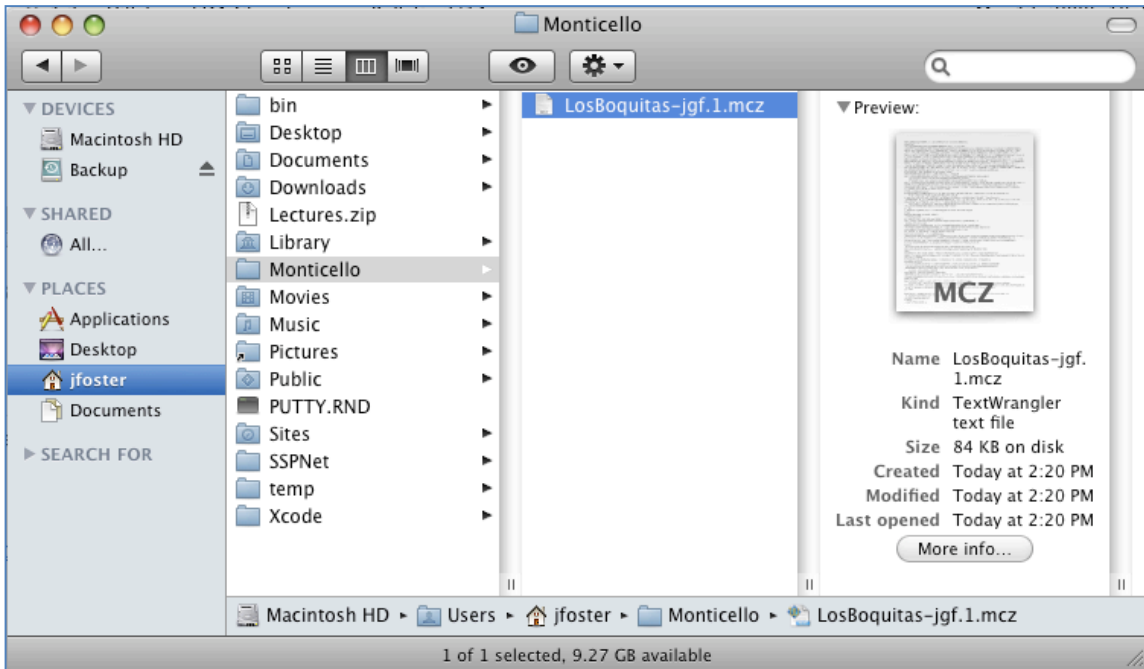 Monticello
DEVICES
Macintosh HD
Backup
SHARED
All...
PLACES
Applications
Desktop
jfoster
Documents
SEARCH FOR
bin
Desktop
Documents
Downloads
Lectures.zip
Library
Monticello
Movies
Music
Pictures
Public
PUTTY.RND
Sites
SSPNet
temp
Xcode
LosBoquitas-jgf.1.mcz
Preview:
MCZ
Name LosBoquitas-jgf.
1.mcz
Kind TextWrangler
text file
Size 84 KB on disk
Created Today at 2:20 PM
Modified Today at 2:20 PM
Last opened Today at 2:20 PM
More info...
Macintosh HD ▸ Users ▸ jfoster ▸ Monticello ▸ LosBoquitas-jgf.1.mcz
1 of 1 selected, 9.27 GB available